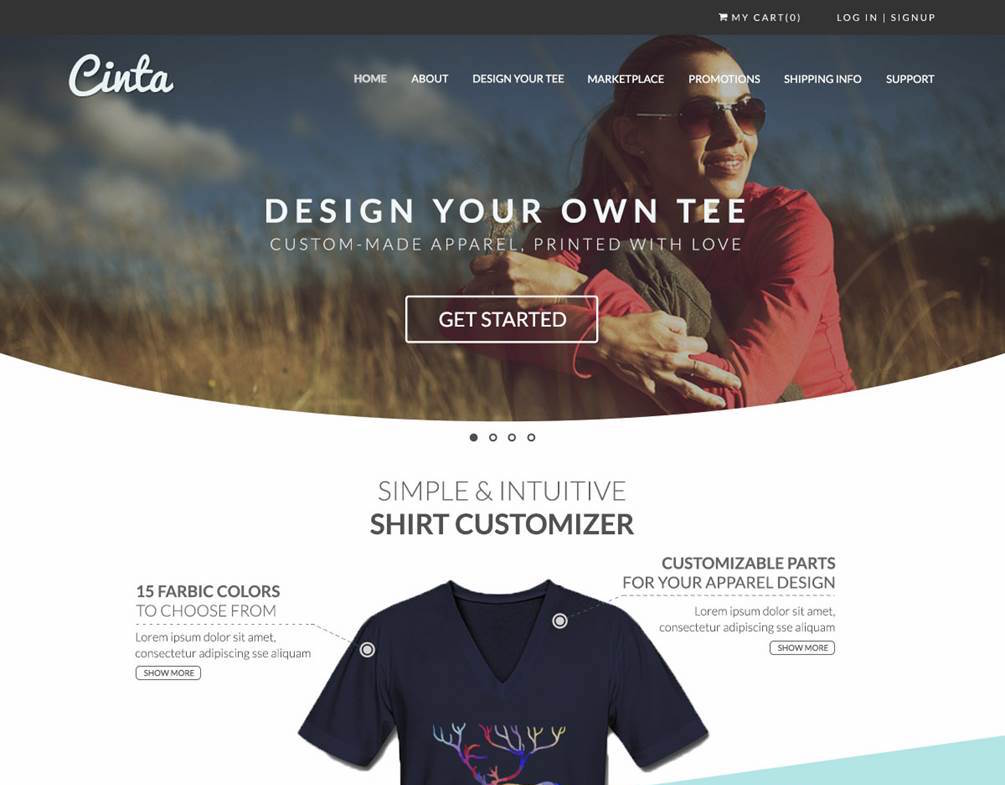 MY CART(0)
LOG IN | SIGNUP
Cinta
HOME
ABOUT
DESIGN YOUR TEE
MARKETPLACE
PROMOTIONS
SHIPPING INFO
SUPPORT
DESIGN YOUR OWN TEE
CUSTOM-MADE APPAREL, PRINTED WITH LOVE
GET STARTED
SIMPLE & INTUITIVE
SHIRT CUSTOMIZER
15 FARBIC COLORS
TO CHOOSE FROM
Lorem ipsum dolor sit amet,
consectetur adipiscing sse aliquam
SHOW MORE
CUSTOMIZABLE PARTS
FOR YOUR APPAREL DESIGN
Lorem ipsum dolor sit amet,
consectetur adipiscing sse aliquam
SHOW MORE